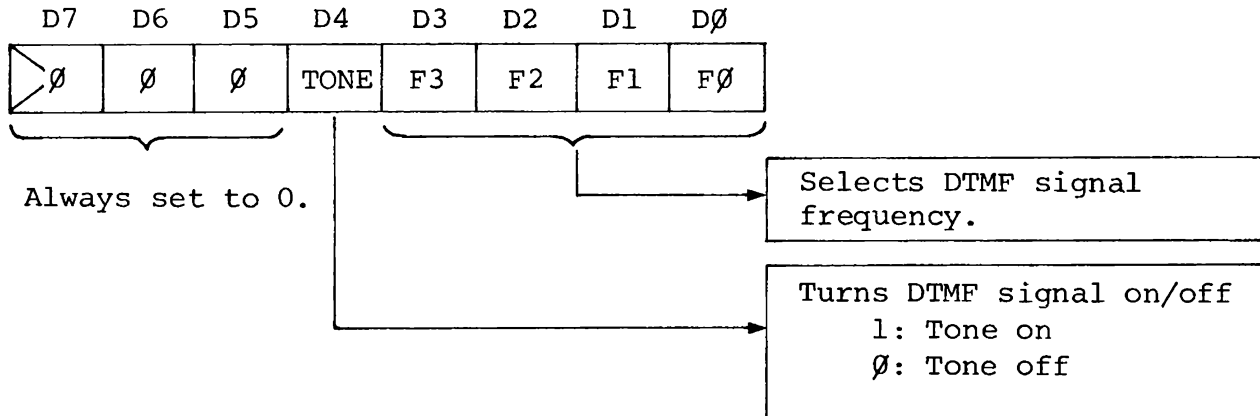 D7 D6 D5 D4 D3 D2 D1 DØ
Ø Ø Ø TONE F3 F2 F1 FØ
Always set to 0.
Selects DTMF signal
frequency.
Turns DTMF signal on/off
1: Tone on
Ø: Tone off